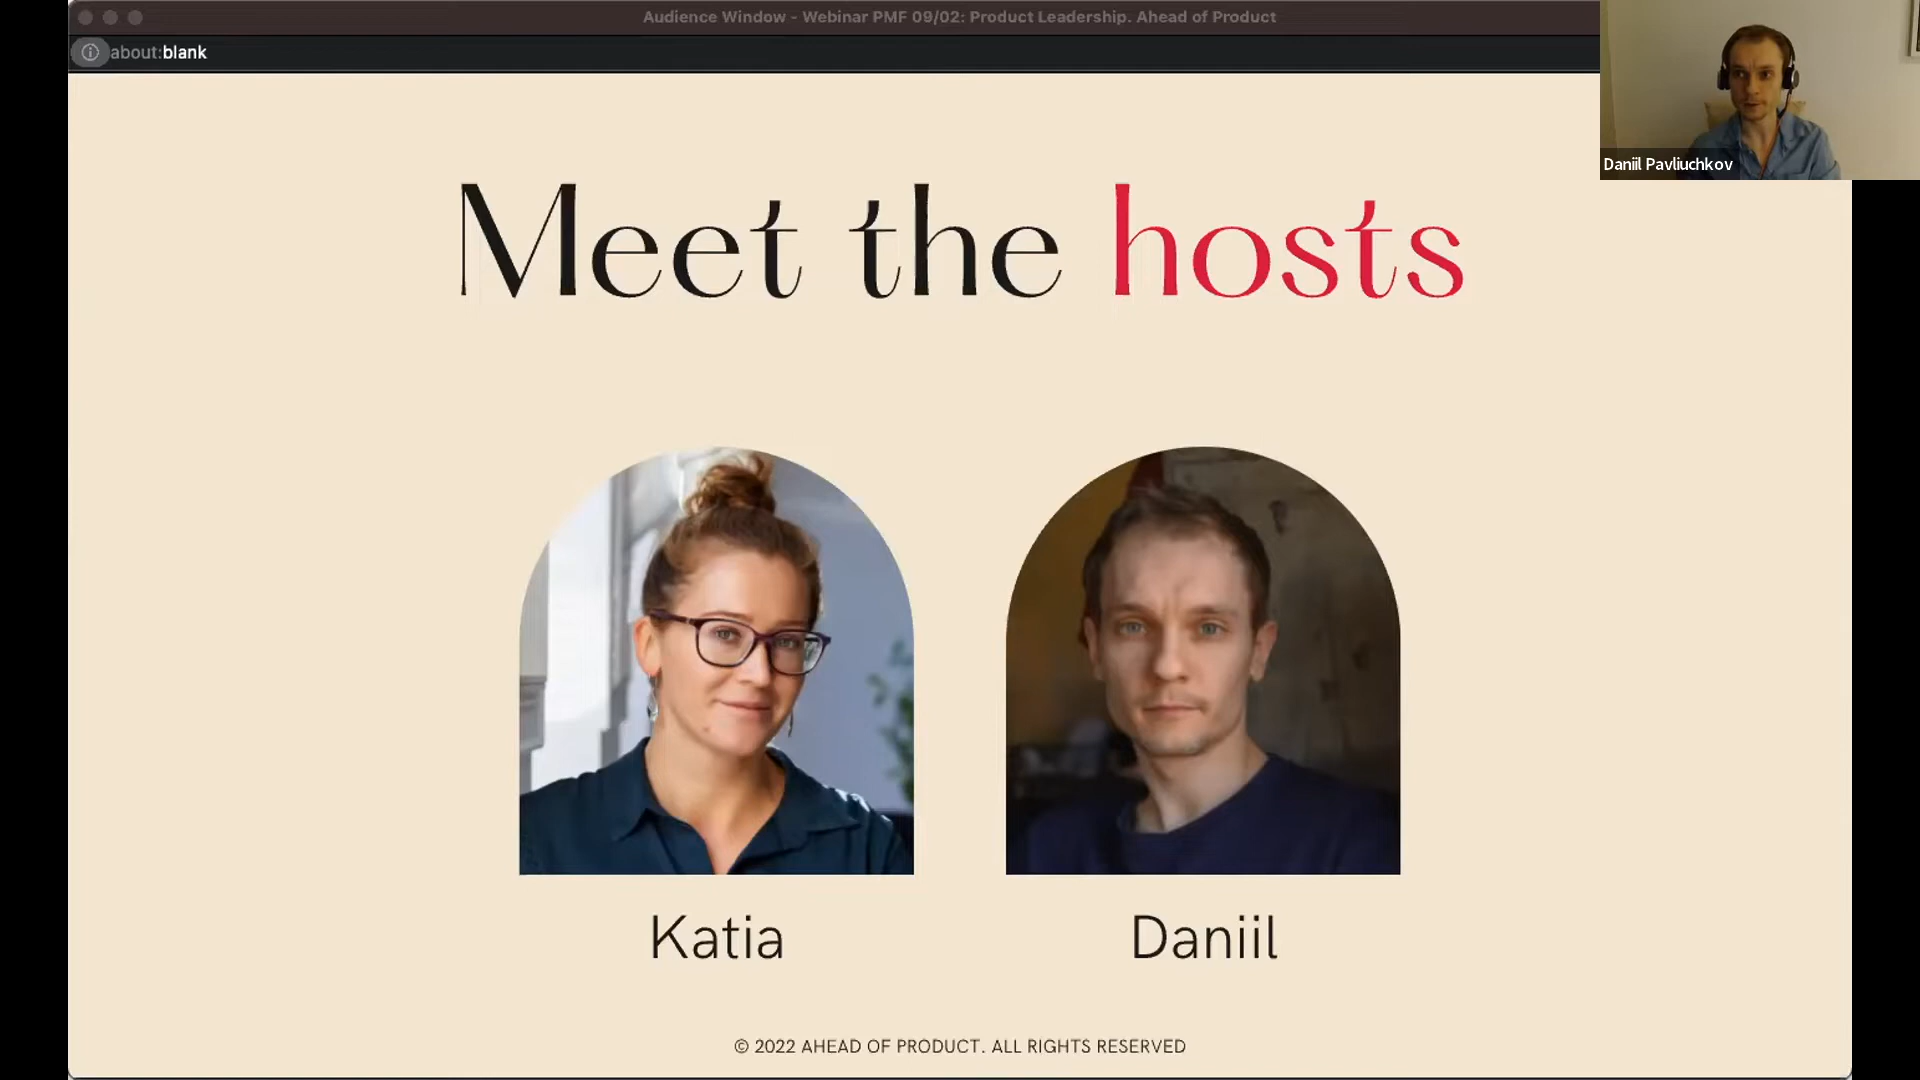 Audience Window - Webinar PMF 09/02: Product Leadership. Ahead of Product
about:blank
Daniil Pavliuchkov
Meet the hosts
Katia
Daniil
© 2022 AHEAD OF PRODUCT. ALL RIGHTS RESERVED